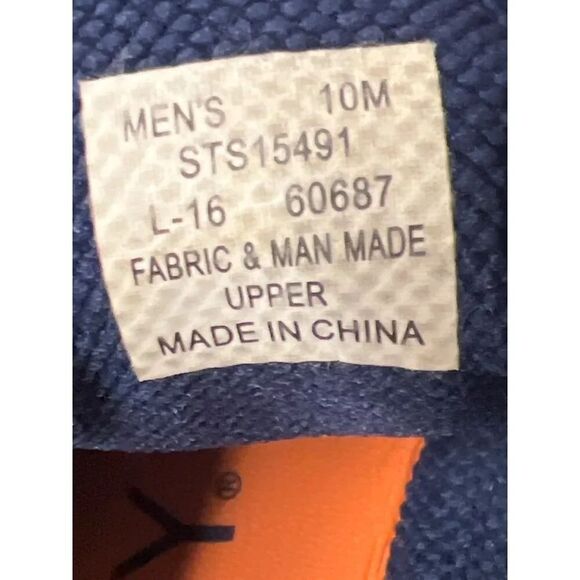 MEN'S 10M
STS15491
L-16 60687
FABRIC & MAN MADE
UPPER
MADE IN CHINA
Y®